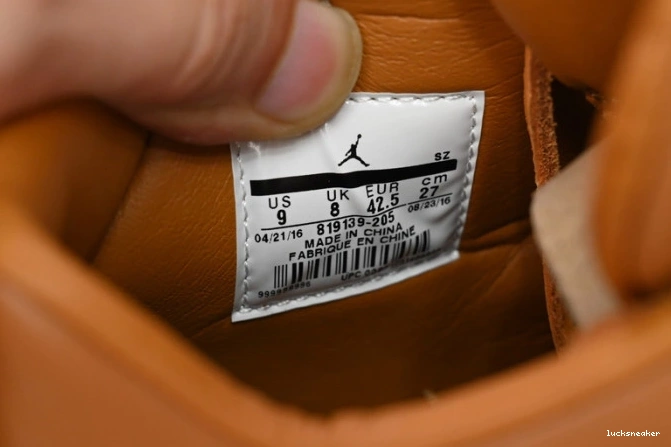 SZ
US UK EUR cm
9 8 42.5 27
04/21/16 819139-205 08/23/16
MADE IN CHINA
FABRIQUE EN CHINE
UPC
lucksneaker